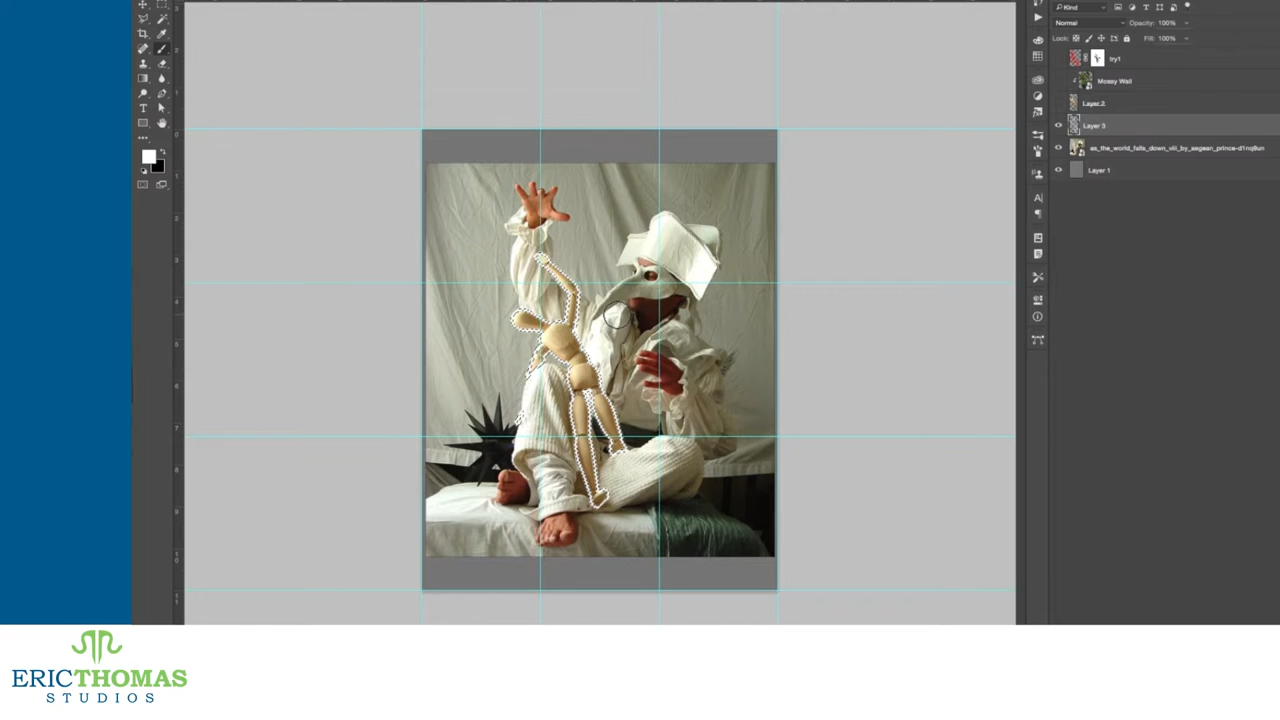 Kind
Normal
Opacity: 100%
Lock:
Fill: 100%
try1
Mossy Wall
Layer 2
Layer 3
as_the_world_falls_down_viii_by_aegean_prince-d1nq9un
Layer 1
ERICTHOMAS
STUDIOS